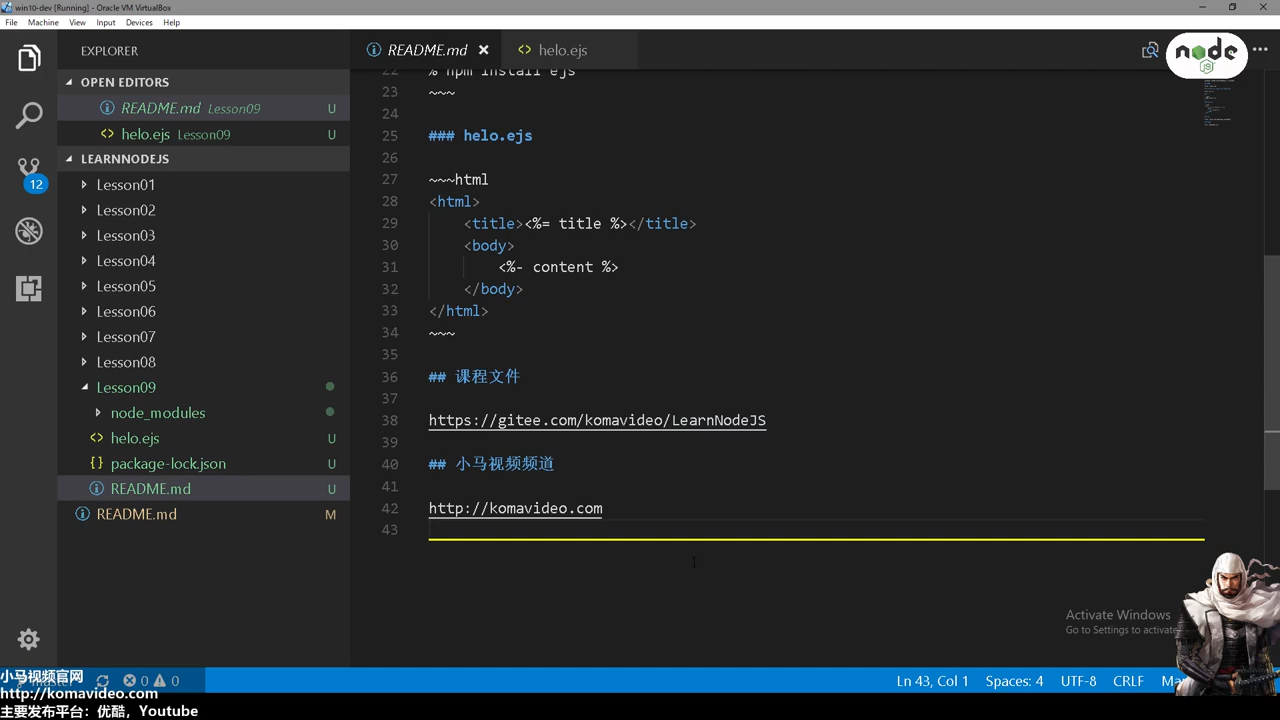 win10-dev [Running] - Oracle VM VirtualBox
File Machine View Input Devices Help
EXPLORER
OPEN EDITORS
README.md Lesson09 U
helo.ejs Lesson09 U
LEARNNODEJS
Lesson01
Lesson02
Lesson03
Lesson04
Lesson05
Lesson06
Lesson07
Lesson08
Lesson09
node_modules
helo.ejs U
package-lock.json U
README.md U
README.md M
12
README.md helo.ejs
node
JS
22 % npm install ejs
23 ~~~
24
25 ### helo.ejs
26
27 ~~~html
28 <html>
29 <title><%= title %></title>
30 <body>
31 <%- content %>
32 </body>
33 </html>
34 ~~~
35
36 ## 课程文件
37
38 https://gitee.com/komavideo/LearnNodeJS
39
40 ## 小马视频频道
41
42 http://komavideo.com
43
Activate Windows
Go to Settings to activate
0 0 Ln 43, Col 1 Spaces: 4 UTF-8 CRLF
小马视频官网
http://komavideo.com
主要发布平台: 优酷, Youtube